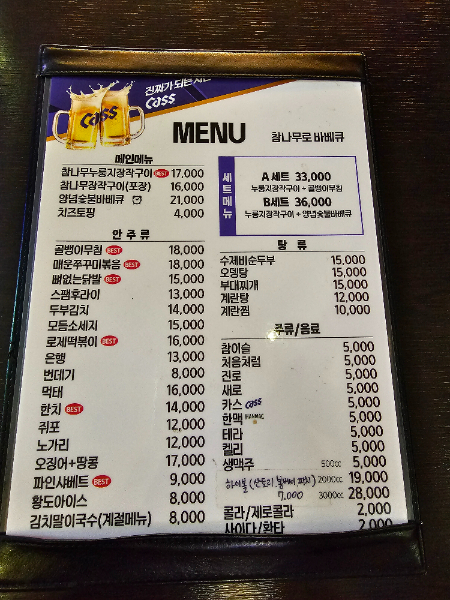 진짜가 되는
Cass
Cass
MENU 참나무로 바베큐
메인메뉴
참나무누룽지장작구이 BEST 17,000
참나무장작구이(포장) 16,000
양념숯불바베큐 21,000
치즈토핑 4,000
세트메뉴
A세트 33,000
누룽지장작구이 + 골뱅이무침
B세트 36,000
누룽지장작구이 + 양념숯불바베큐
안주류
골뱅이무침 BEST 18,000
매운쭈꾸미볶음 BEST 18,000
뼈없는닭발 BEST 15,000
스팸후라이 13,000
두부김치 14,000
모듬소세지 15,000
로제떡볶이 BEST 16,000
은행 13,000
번데기 8,000
먹태 16,000
한치 BEST 14,000
쥐포 12,000
노가리 12,000
오징어+땅콩 17,000
파인샤베트 BEST 9,000
황도아이스 8,000
김치말이국수(계절메뉴) 8,000
탕류
수제비순두부 15,000
오뎅탕 15,000
부대찌개 15,000
계란탕 12,000
계란찜 10,000
주류/음료
참이슬 5,000
처음처럼 5,000
진로 5,000
새로 5,000
카스 Cass 5,000
한맥 HANMAC 5,000
테라 5,000
켈리 5,000
생맥주 500cc 5,000
하이볼 2000cc 19,000
7,000 3000cc 28,000
콜라/제로콜라 2,000
사이다/환타 2,000